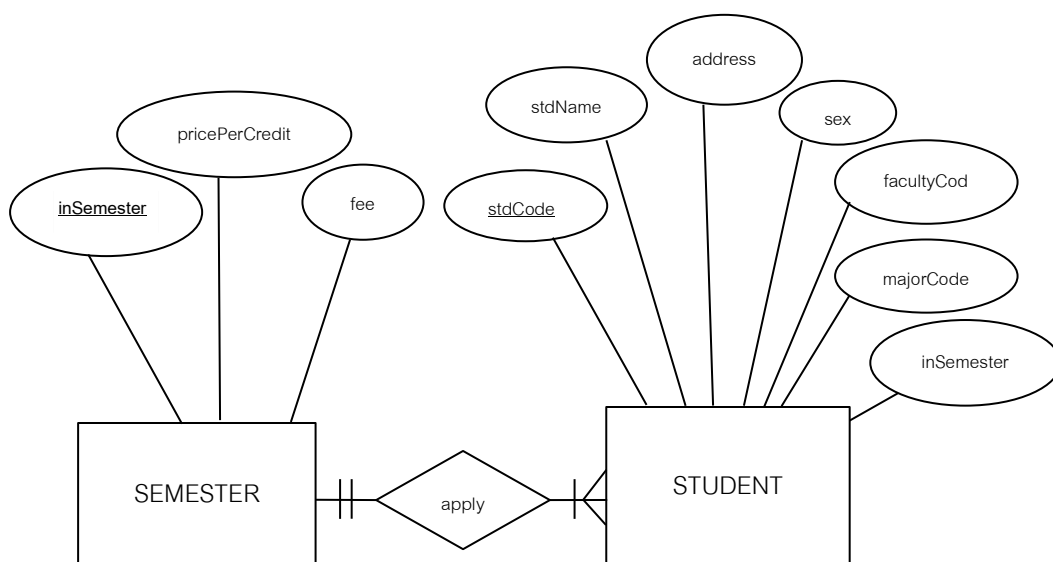 address
stdName
sex
pricePerCredit
facultyCod
fee
inSemester
stdCode
majorCode
inSemester
SEMESTER
STUDENT
apply